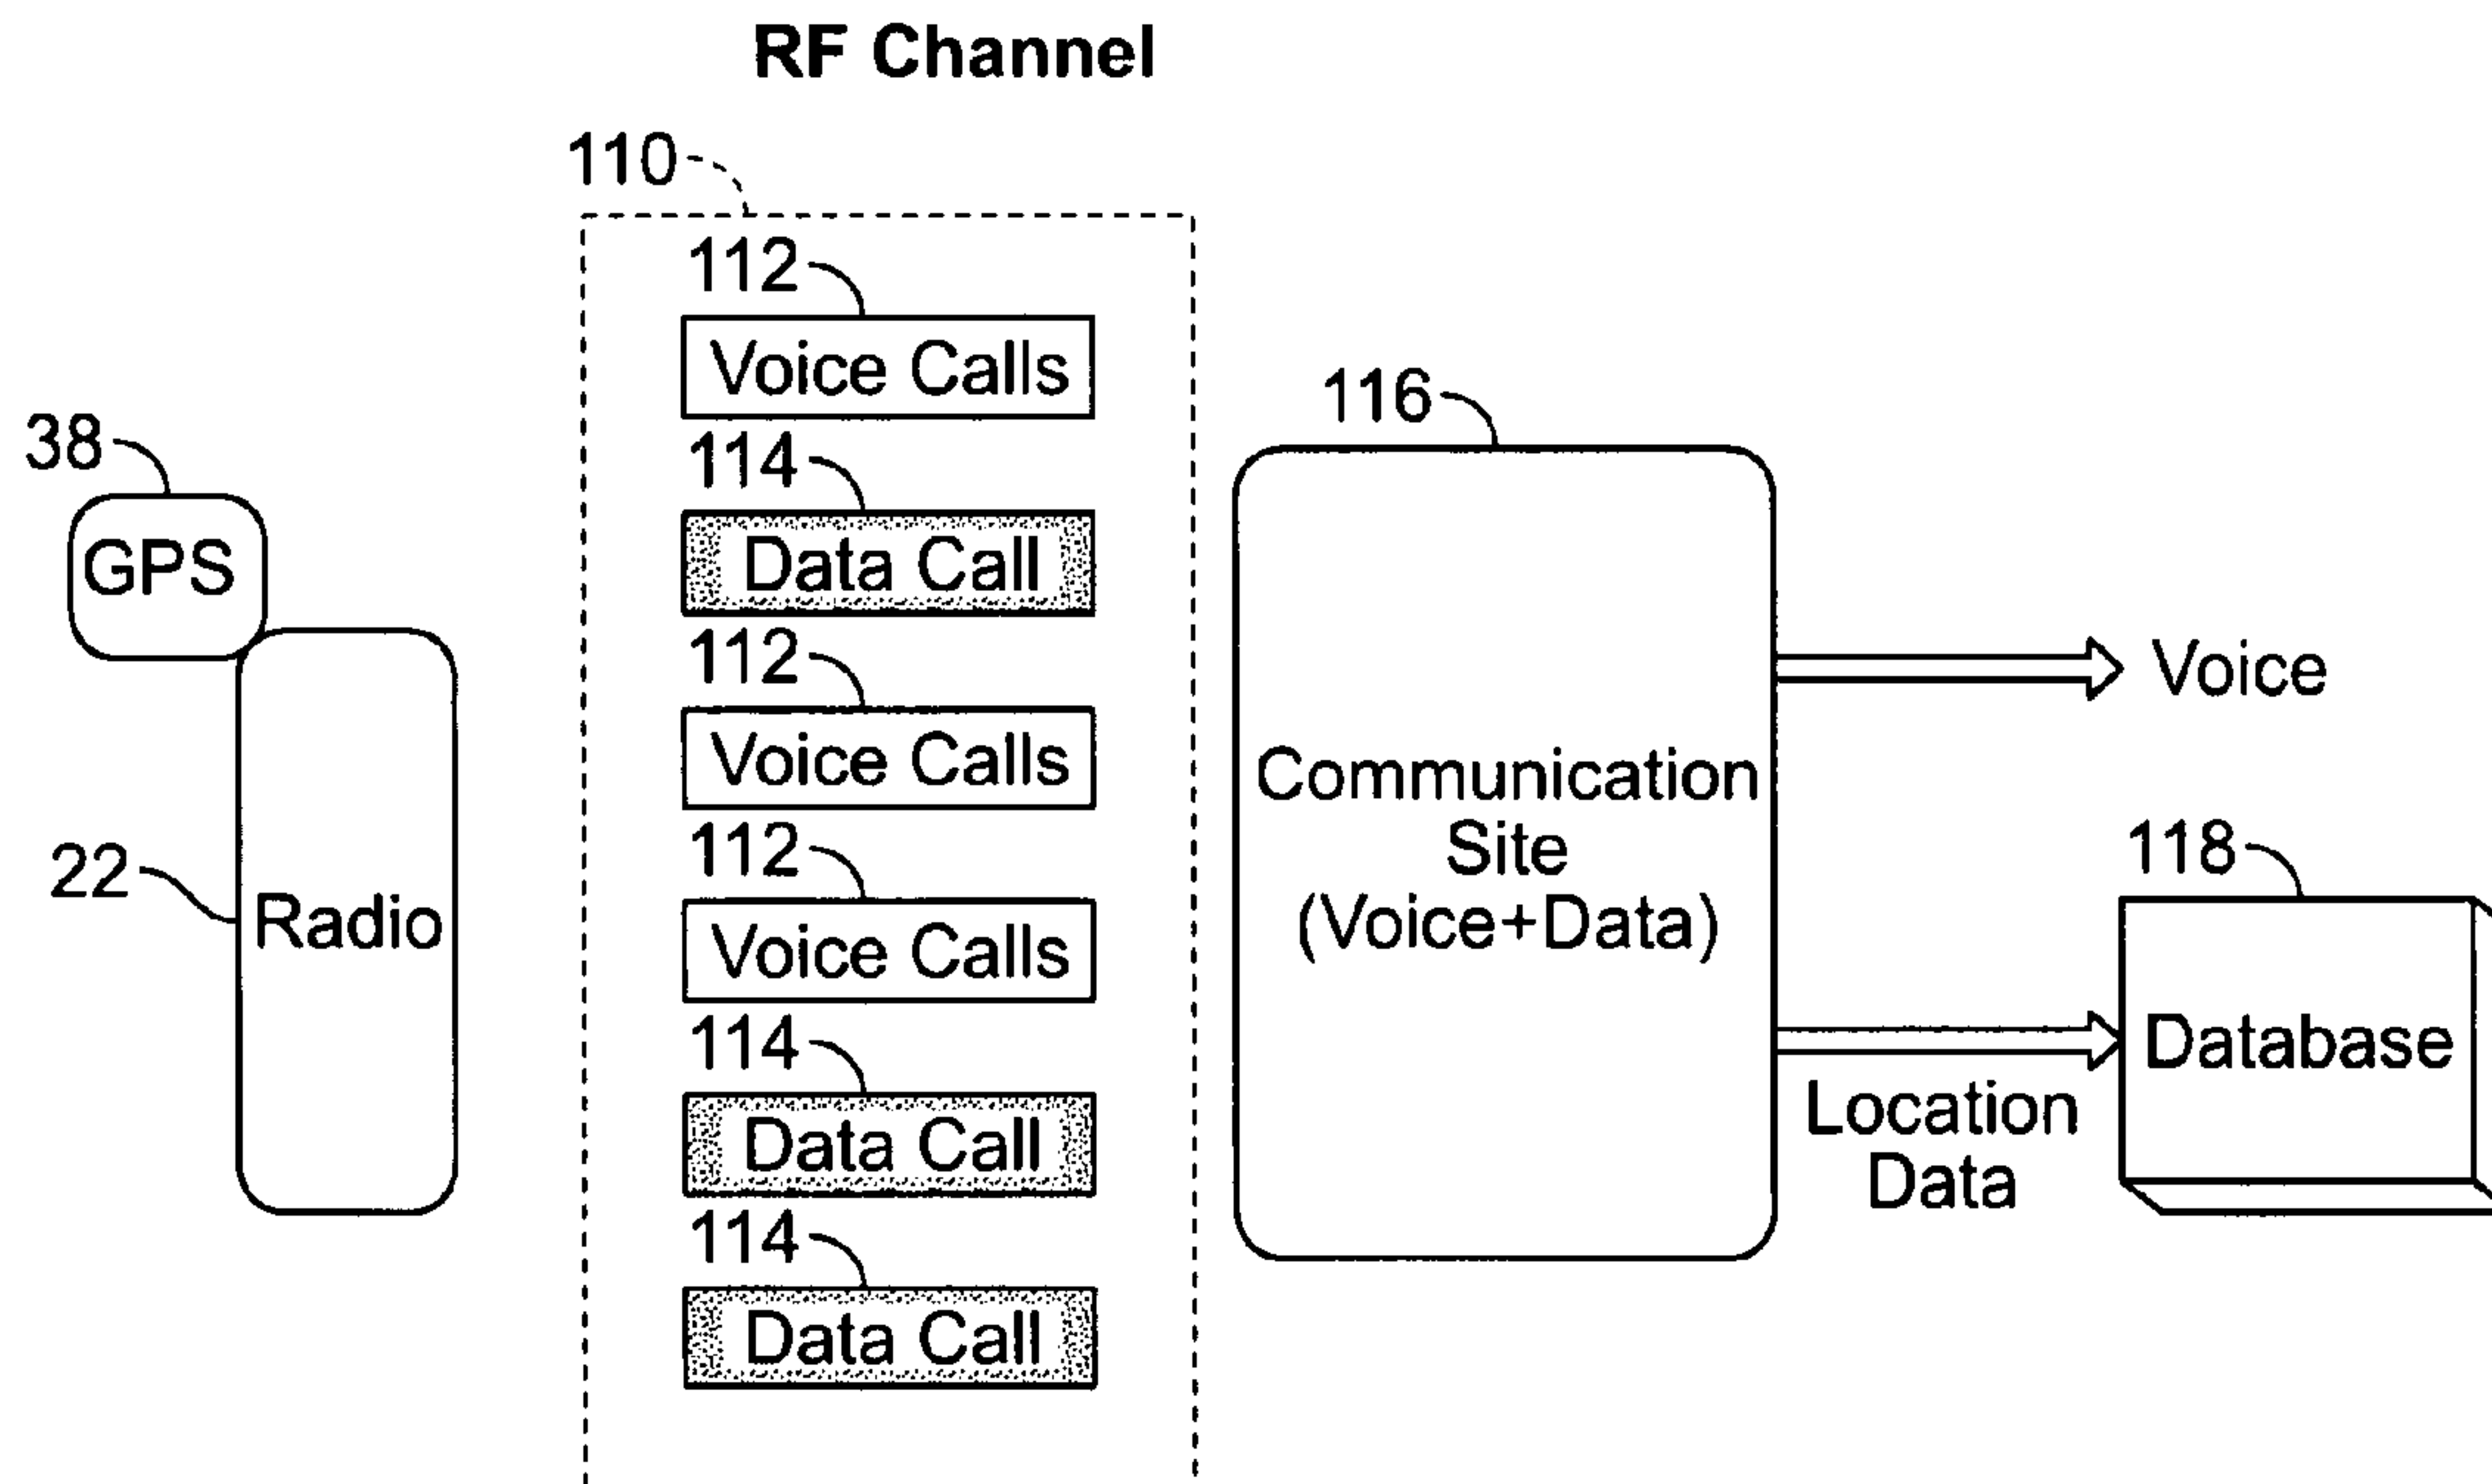 RF Channel
110
112
Voice Calls
114
Data Call
112
Voice Calls
112
Voice Calls
114
Data Call
114
Data Call
38
GPS
22
Radio
116
Communication
Site
(Voice+Data)
Voice
118
Database
Location
Data